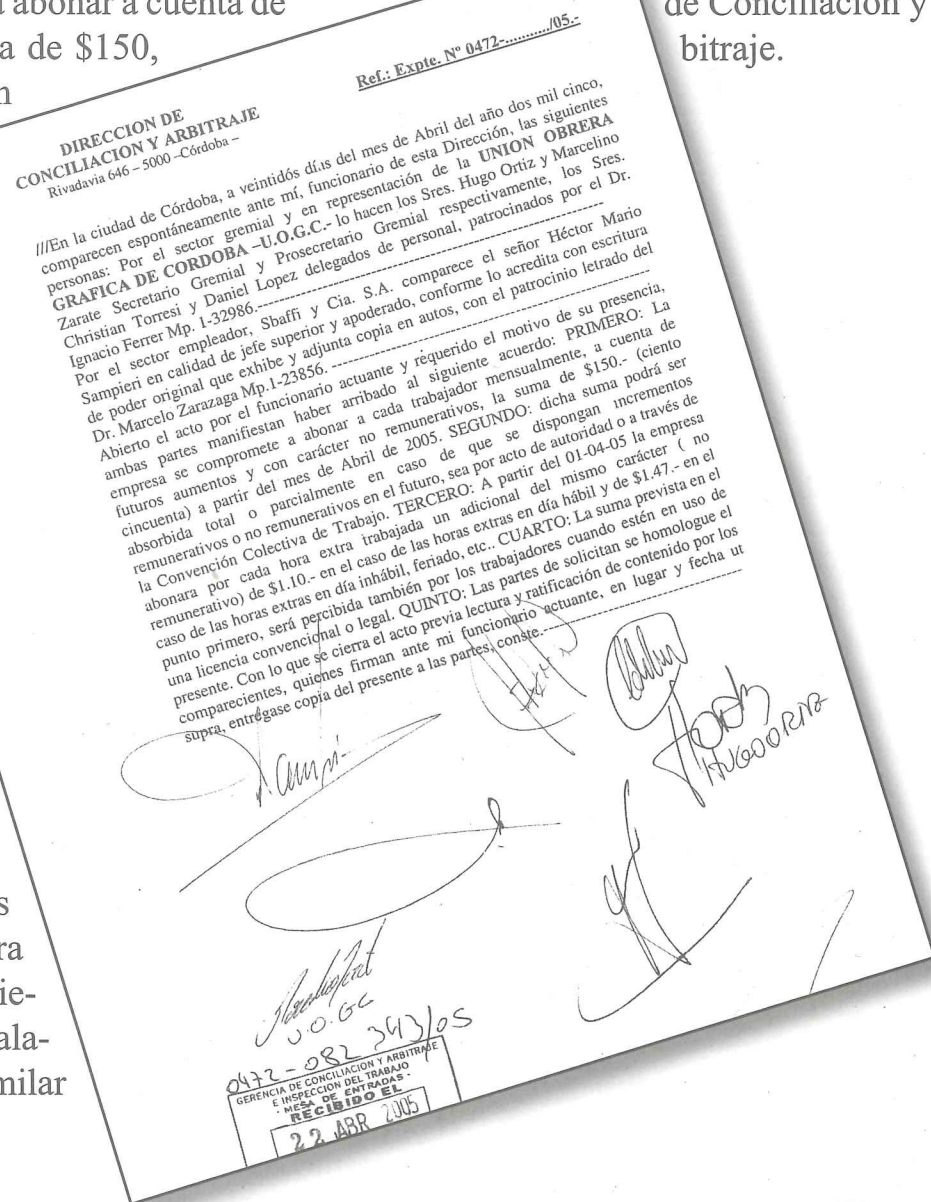 a abonar a cuenta de
a de $150,
n
de Conciliación y
bitraje.
Ref.: Expte. Nº 0472-.........../05.-
DIRECCION DE
CONCILIACION Y ARBITRAJE
Rivadavia 646 – 5000 –Córdoba –
///En la ciudad de Córdoba, a veintidós días del mes de Abril del año dos mil cinco,
comparecen espontáneamente ante mí, funcionario de esta Dirección, las siguientes
personas: Por el sector gremial y en representación de la UNION OBRERA
GRAFICA DE CORDOBA –U.O.G.C.- lo hacen los Sres. Hugo Ortiz y Marcelino
Zarate Secretario Gremial y Prosecretario Gremial respectivamente, los Sres.
Christian Torresi y Daniel Lopez delegados de personal, patrocinados por el Dr.
Ignacio Ferrer Mp. 1-32986.-----------------------------------------------
Por el sector empleador, Sbaffi y Cia. S.A. comparece el señor Héctor Mario
Sampieri en calidad de jefe superior y apoderado, conforme lo acredita con escritura
de poder original que exhibe y adjunta copia en autos, con el patrocinio letrado del
Dr. Marcelo Zarazaga Mp.1-23856. -----------------------------------------------
Abierto el acto por el funcionario actuante y requerido el motivo de su presencia,
ambas partes manifiestan haber arribado al siguiente acuerdo: PRIMERO: La
empresa se compromete a abonar a cada trabajador mensualmente, a cuenta de
futuros aumentos y con carácter no remunerativos, la suma de $150.- (ciento
cincuenta) a partir del mes de Abril de 2005. SEGUNDO: dicha suma podrá ser
absorbida total o parcialmente en caso de que se dispongan incrementos
remunerativos o no remunerativos en el futuro, sea por acto de autoridad o a través de
la Convención Colectiva de Trabajo. TERCERO: A partir del 01-04-05 la empresa
abonara por cada hora extra trabajada un adicional del mismo carácter ( no
remunerativo) de $1.10.- en el caso de las horas extras en día hábil y de $1.47.- en el
caso de las horas extras en día inhábil, feriado, etc.. CUARTO: La suma prevista en el
punto primero, será percibida también por los trabajadores cuando estén en uso de
una licencia convencional o legal. QUINTO: Las partes de solicitan se homologue el
presente. Con lo que se cierra el acto previa lectura y ratificación de contenido por los
comparecientes, quienes firman ante mi funcionario actuante, en lugar y fecha ut
supra, entrégase copia del presente a las partes, conste.-----------------------------------------------
HUGO ORTIZ
U.O.GC
0472-082 343/05
GERENCIA DE CONCILIACION Y ARBITRAJE
E INSPECCION DEL TRABAJO
- MESA DE ENTRADAS -
RECIBIDO EL
22 ABR 2005
s
ra
ie-
ala-
milar